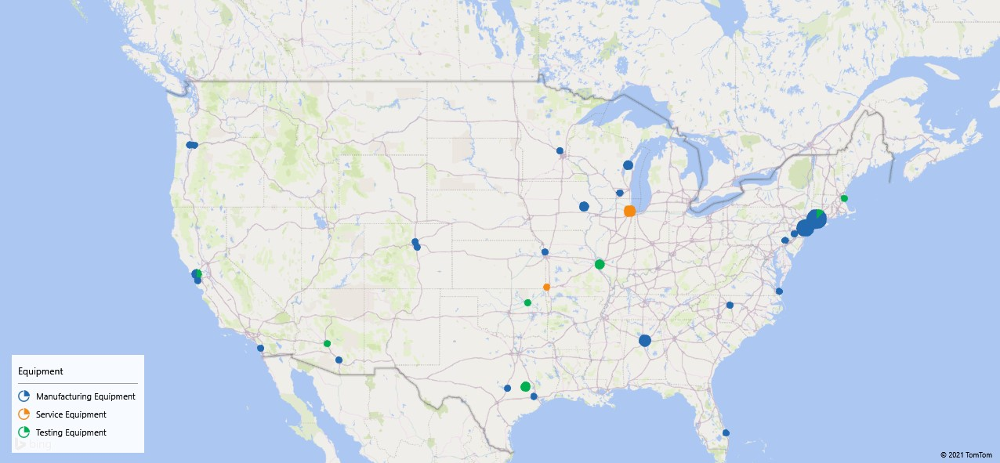 Equipment
Manufacturing Equipment
Service Equipment
Testing Equipment
bing
© 2021 TomTom